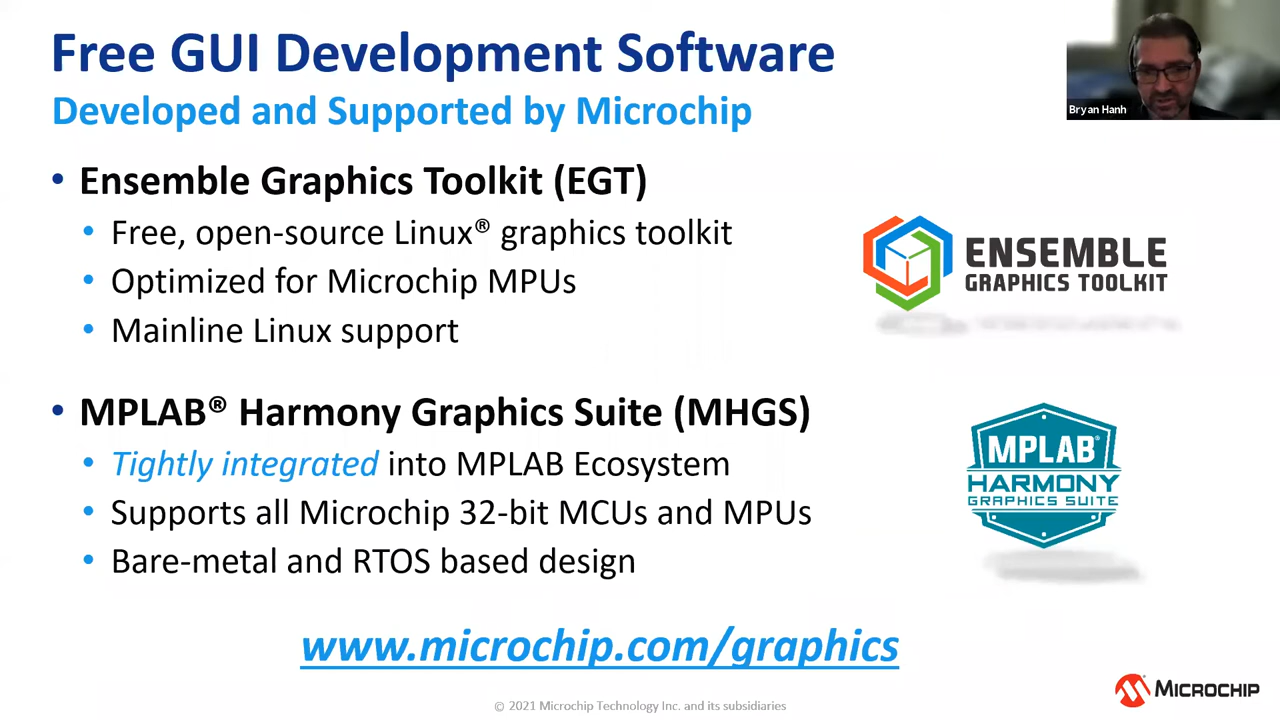 Free GUI Development Software
Developed and Supported by Microchip
Bryan Hanh
• Ensemble Graphics Toolkit (EGT)
• Free, open-source Linux® graphics toolkit
• Optimized for Microchip MPUs
• Mainline Linux support
ENSEMBLE
GRAPHICS TOOLKIT
• MPLAB® Harmony Graphics Suite (MHGS)
• Tightly integrated into MPLAB Ecosystem
• Supports all Microchip 32-bit MCUs and MPUs
• Bare-metal and RTOS based design
MPLAB®
HARMONY
GRAPHICS SUITE
www.microchip.com/graphics
© 2021 Microchip Technology Inc. and its subsidiaries
MICROCHIP